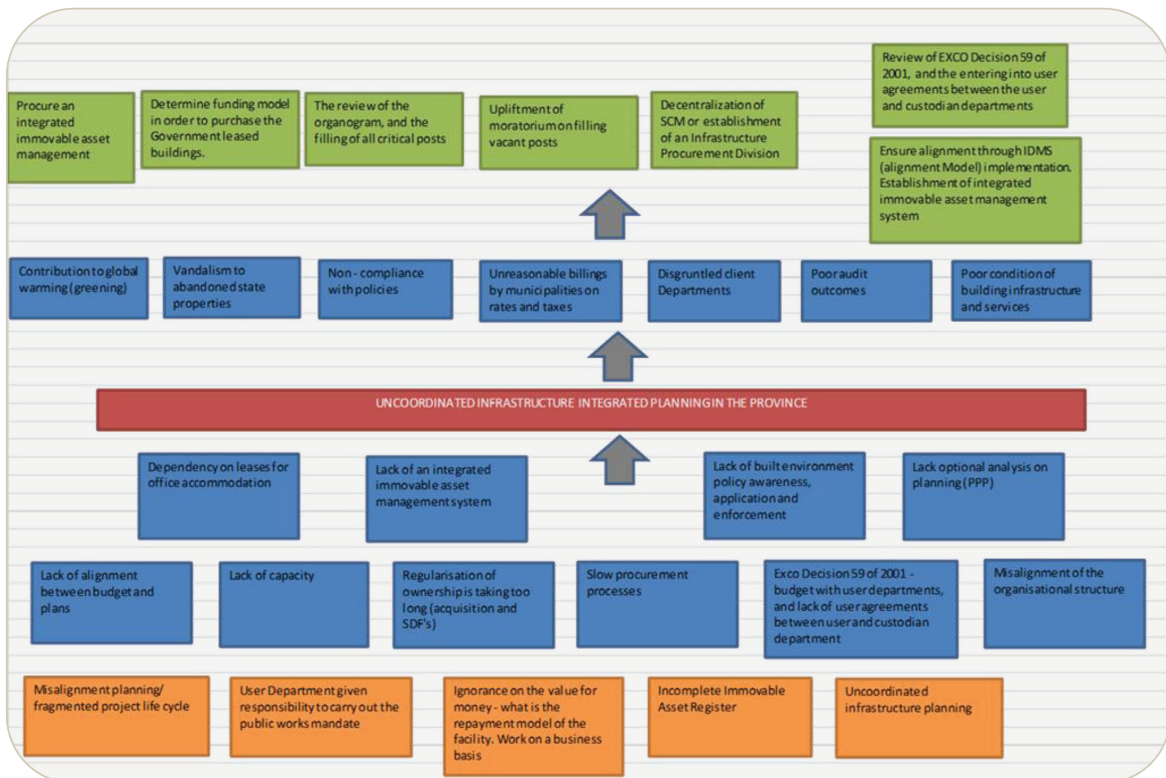 Procure an
integrated
immovable asset
management
Determine funding model
in order to purchase the
Government leased
buildings.
The review of the
organogram, and the
filling of all critical posts
Upliftment of
moratorium on filling
vacant posts
Decentralization of
SCM or establishment
of an Infrastructure
Procurement Division
Review of EXCO Decision 59 of
2001, and the entering into user
agreements between the user
and custodian departments
Ensure alignment through IDMS
(alignment Model) implementation.
Establishment of integrated
immovable asset management
system
Contribution to global
warming (greening)
Vandalism to
abandoned state
properties
Non - compliance
with policies
Unreasonable billings
by municipalities on
rates and taxes
Disgruntled client
Departments
Poor audit
outcomes
Poor condition of
building infrastructure
and services
UNCOORDINATED INFRASTRUCTURE INTEGRATED PLANNING IN THE PROVINCE
Dependency on leases for
office accommodation
Lack of an integrated
immovable asset
management system
Lack of built environment
policy awareness,
application and
enforcement
Lack optional analysis on
planning (PPP)
Lack of alignment
between budget and
plans
Lack of capacity
Regularisation of
ownership is taking too
long (acquisition and
SDF's)
Slow procurement
processes
Exco Decision 59 of 2001 -
budget with user departments,
and lack of user agreements
between user and custodian
department
Misalignment of the
organisational structure
Misalignment planning/
fragmented project life cycle
User Department given
responsibility to carry out the
public works mandate
Ignorance on the value for
money - what is the
repayment model of the
facility. Work on a business
basis
Incomplete Immovable
Asset Register
Uncoordinated
infrastructure planning